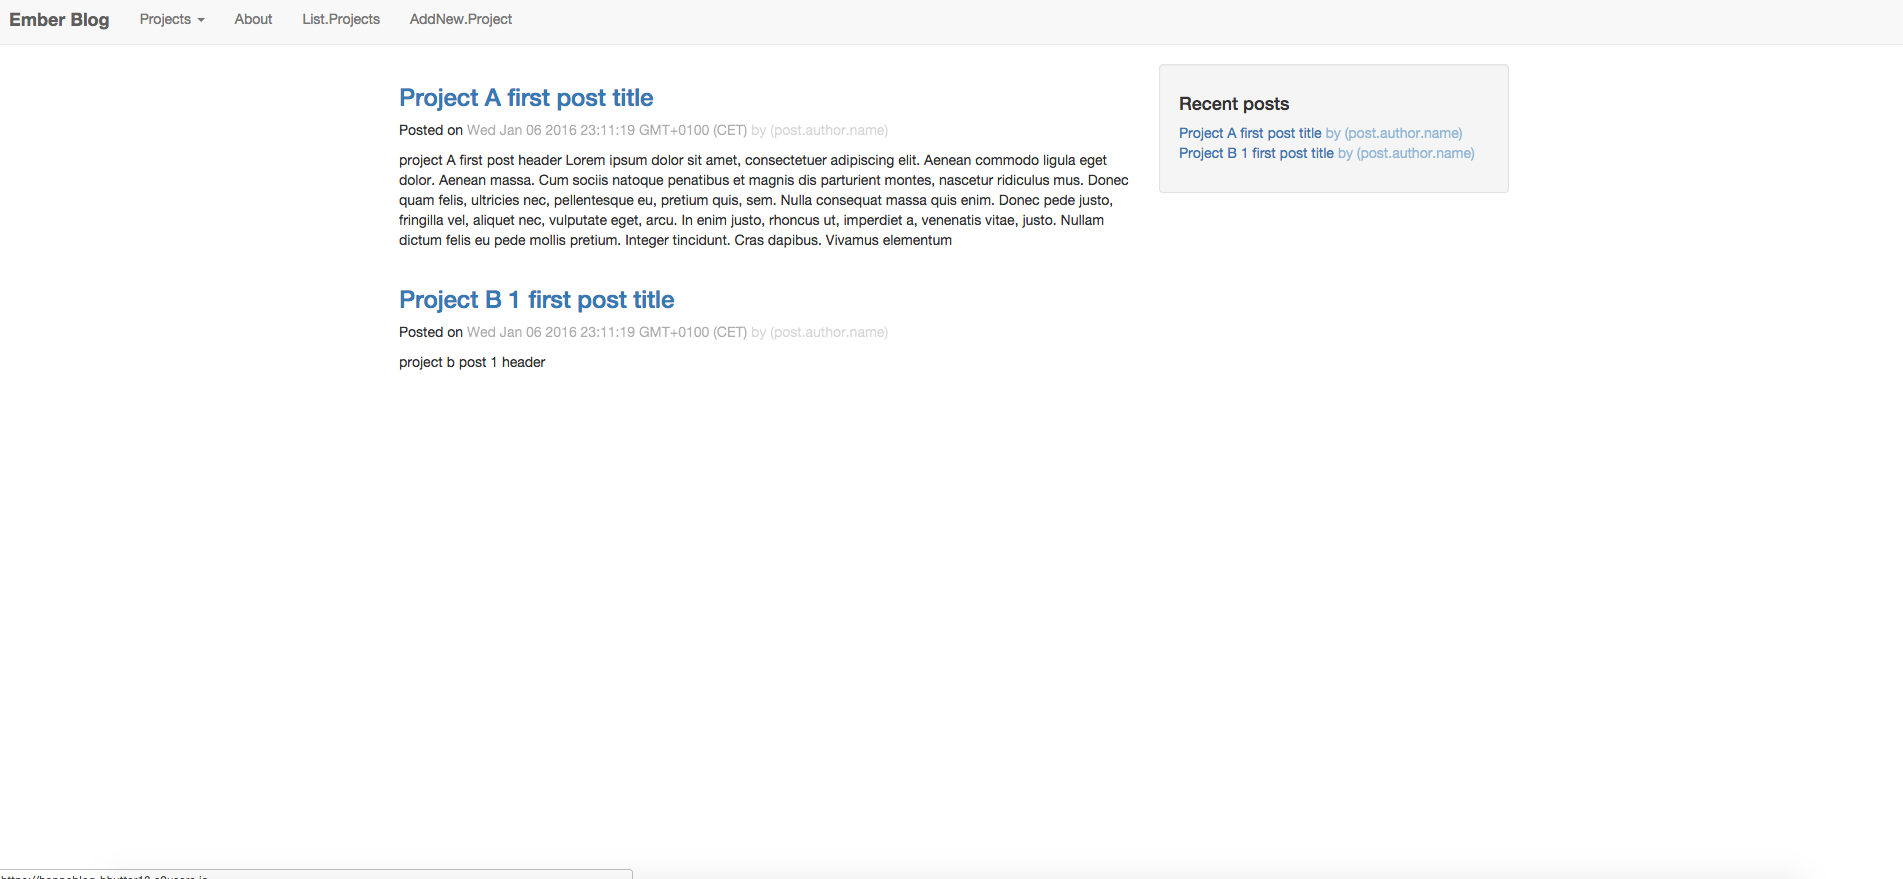 Ember Blog Projects About List.Projects AddNew.Project
Project A first post title
Posted on Wed Jan 06 2016 23:11:19 GMT+0100 (CET) by (post.author.name)
project A first post header Lorem ipsum dolor sit amet, consectetuer adipiscing elit. Aenean commodo ligula eget
dolor. Aenean massa. Cum sociis natoque penatibus et magnis dis parturient montes, nascetur ridiculus mus. Donec
quam felis, ultricies nec, pellentesque eu, pretium quis, sem. Nulla consequat massa quis enim. Donec pede justo,
fringilla vel, aliquet nec, vulputate eget, arcu. In enim justo, rhoncus ut, imperdiet a, venenatis vitae, justo. Nullam
dictum felis eu pede mollis pretium. Integer tincidunt. Cras dapibus. Vivamus elementum
Project B 1 first post title
Posted on Wed Jan 06 2016 23:11:19 GMT+0100 (CET) by (post.author.name)
project b post 1 header
Recent posts
Project A first post title by (post.author.name)
Project B 1 first post title by (post.author.name)